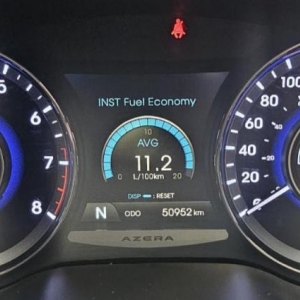 INST Fuel Economy
10
AVG
11.2
0 L/100km 20
DISP : RESET
N ODO 50952 km
AZERA
5
6
7
8
100
80
60
40
20
0